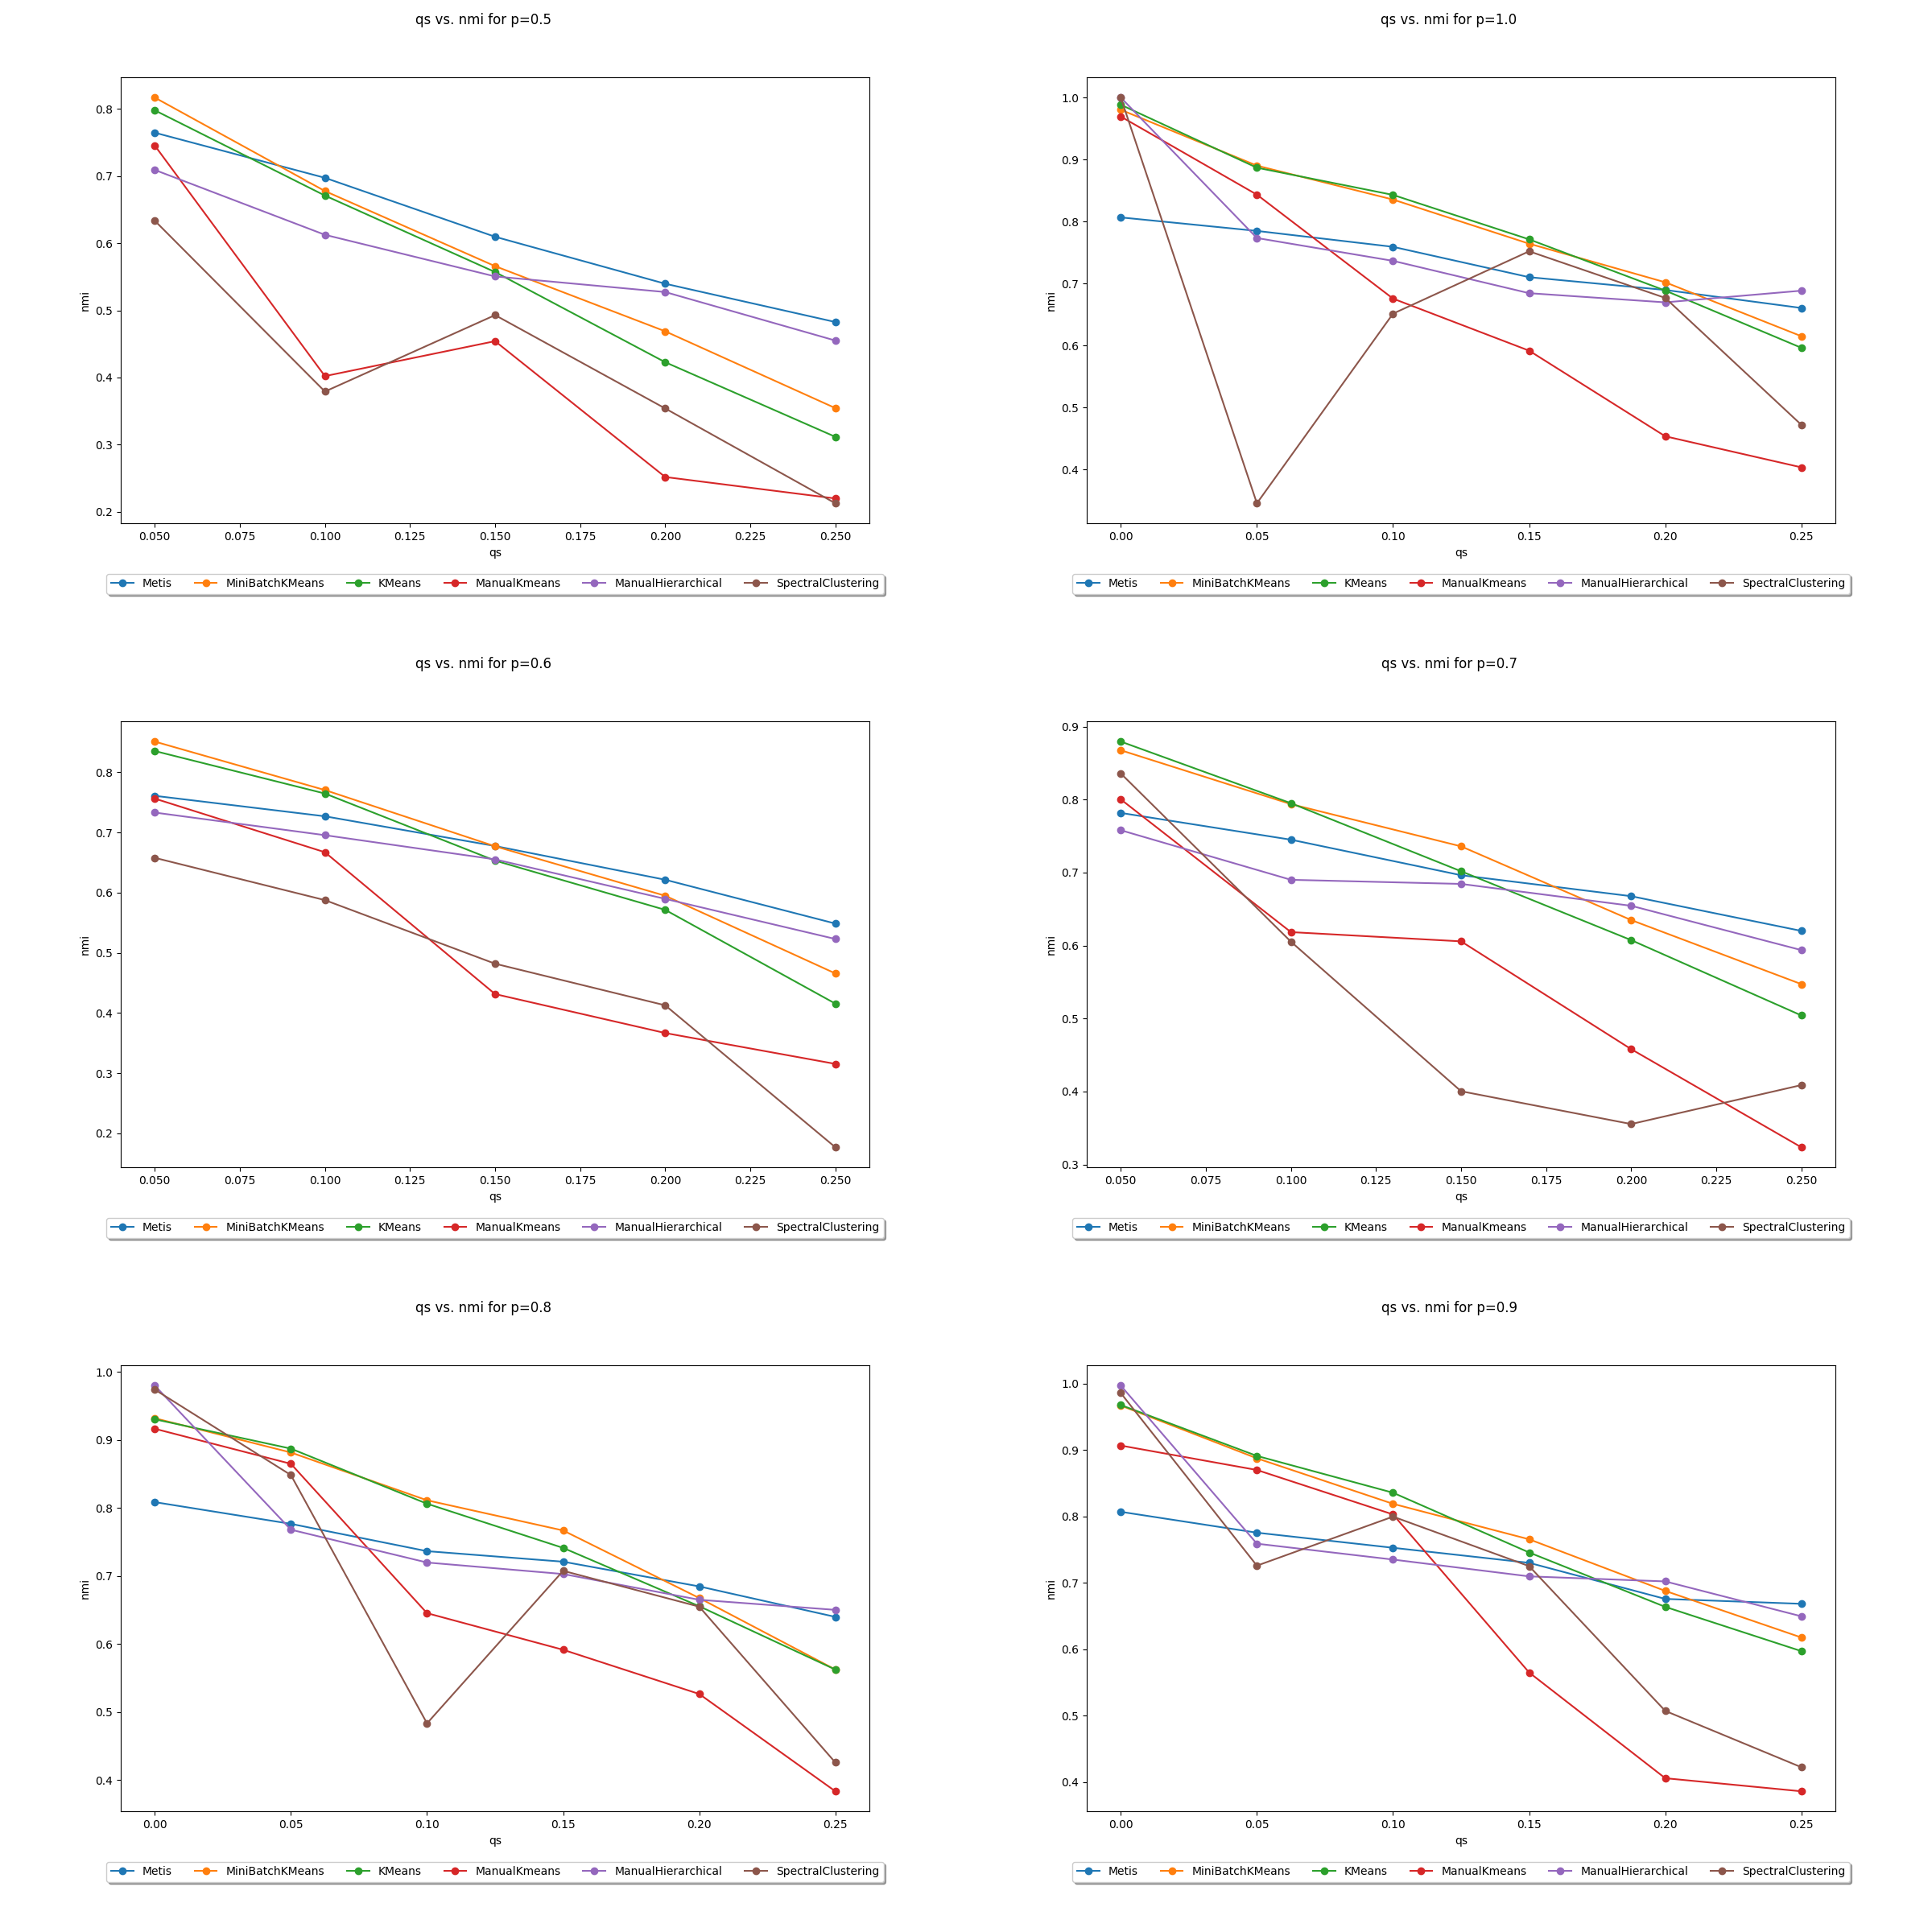 qs vs. nmi for p=0.5
0.8
0.7
0.6
0.5
0.4
0.3
0.2
nmi
0.050 0.075 0.100 0.125 0.150 0.175 0.200 0.225 0.250
qs
Metis MiniBatchKMeans KMeans ManualKmeans ManualHierarchical SpectralClustering
qs vs. nmi for p=1.0
1.0
0.9
0.8
0.7
0.6
0.5
0.4
nmi
0.00 0.05 0.10 0.15 0.20 0.25
qs
Metis MiniBatchKMeans KMeans ManualKmeans ManualHierarchical SpectralClustering
qs vs. nmi for p=0.6
0.8
0.7
0.6
0.5
0.4
0.3
0.2
nmi
0.050 0.075 0.100 0.125 0.150 0.175 0.200 0.225 0.250
qs
Metis MiniBatchKMeans KMeans ManualKmeans ManualHierarchical SpectralClustering
qs vs. nmi for p=0.7
0.9
0.8
0.7
0.6
0.5
0.4
0.3
nmi
0.050 0.075 0.100 0.125 0.150 0.175 0.200 0.225 0.250
qs
Metis MiniBatchKMeans KMeans ManualKmeans ManualHierarchical SpectralClustering
qs vs. nmi for p=0.8
1.0
0.9
0.8
0.7
0.6
0.5
0.4
nmi
0.00 0.05 0.10 0.15 0.20 0.25
qs
Metis MiniBatchKMeans KMeans ManualKmeans ManualHierarchical SpectralClustering
qs vs. nmi for p=0.9
1.0
0.9
0.8
0.7
0.6
0.5
0.4
nmi
0.00 0.05 0.10 0.15 0.20 0.25
qs
Metis MiniBatchKMeans KMeans ManualKmeans ManualHierarchical SpectralClustering